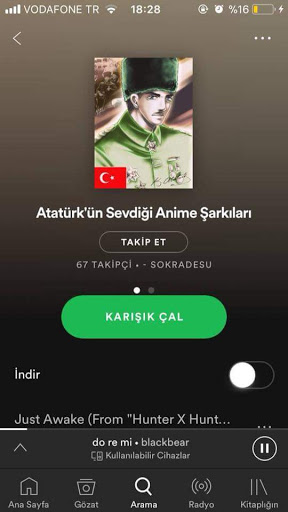 VODAFONE TR 18:28 %16
Atatürk'ün Sevdiği Anime Şarkıları
TAKİP ET
67 TAKİPÇİ • - SOKRADESU
KARIŞIK ÇAL
İndir
Just Awake (From "Hunter X Hunt...
do re mi • blackbear
Kullanılabilir Cihazlar
Ana Sayfa Gözat Arama Radyo Kitaplığın